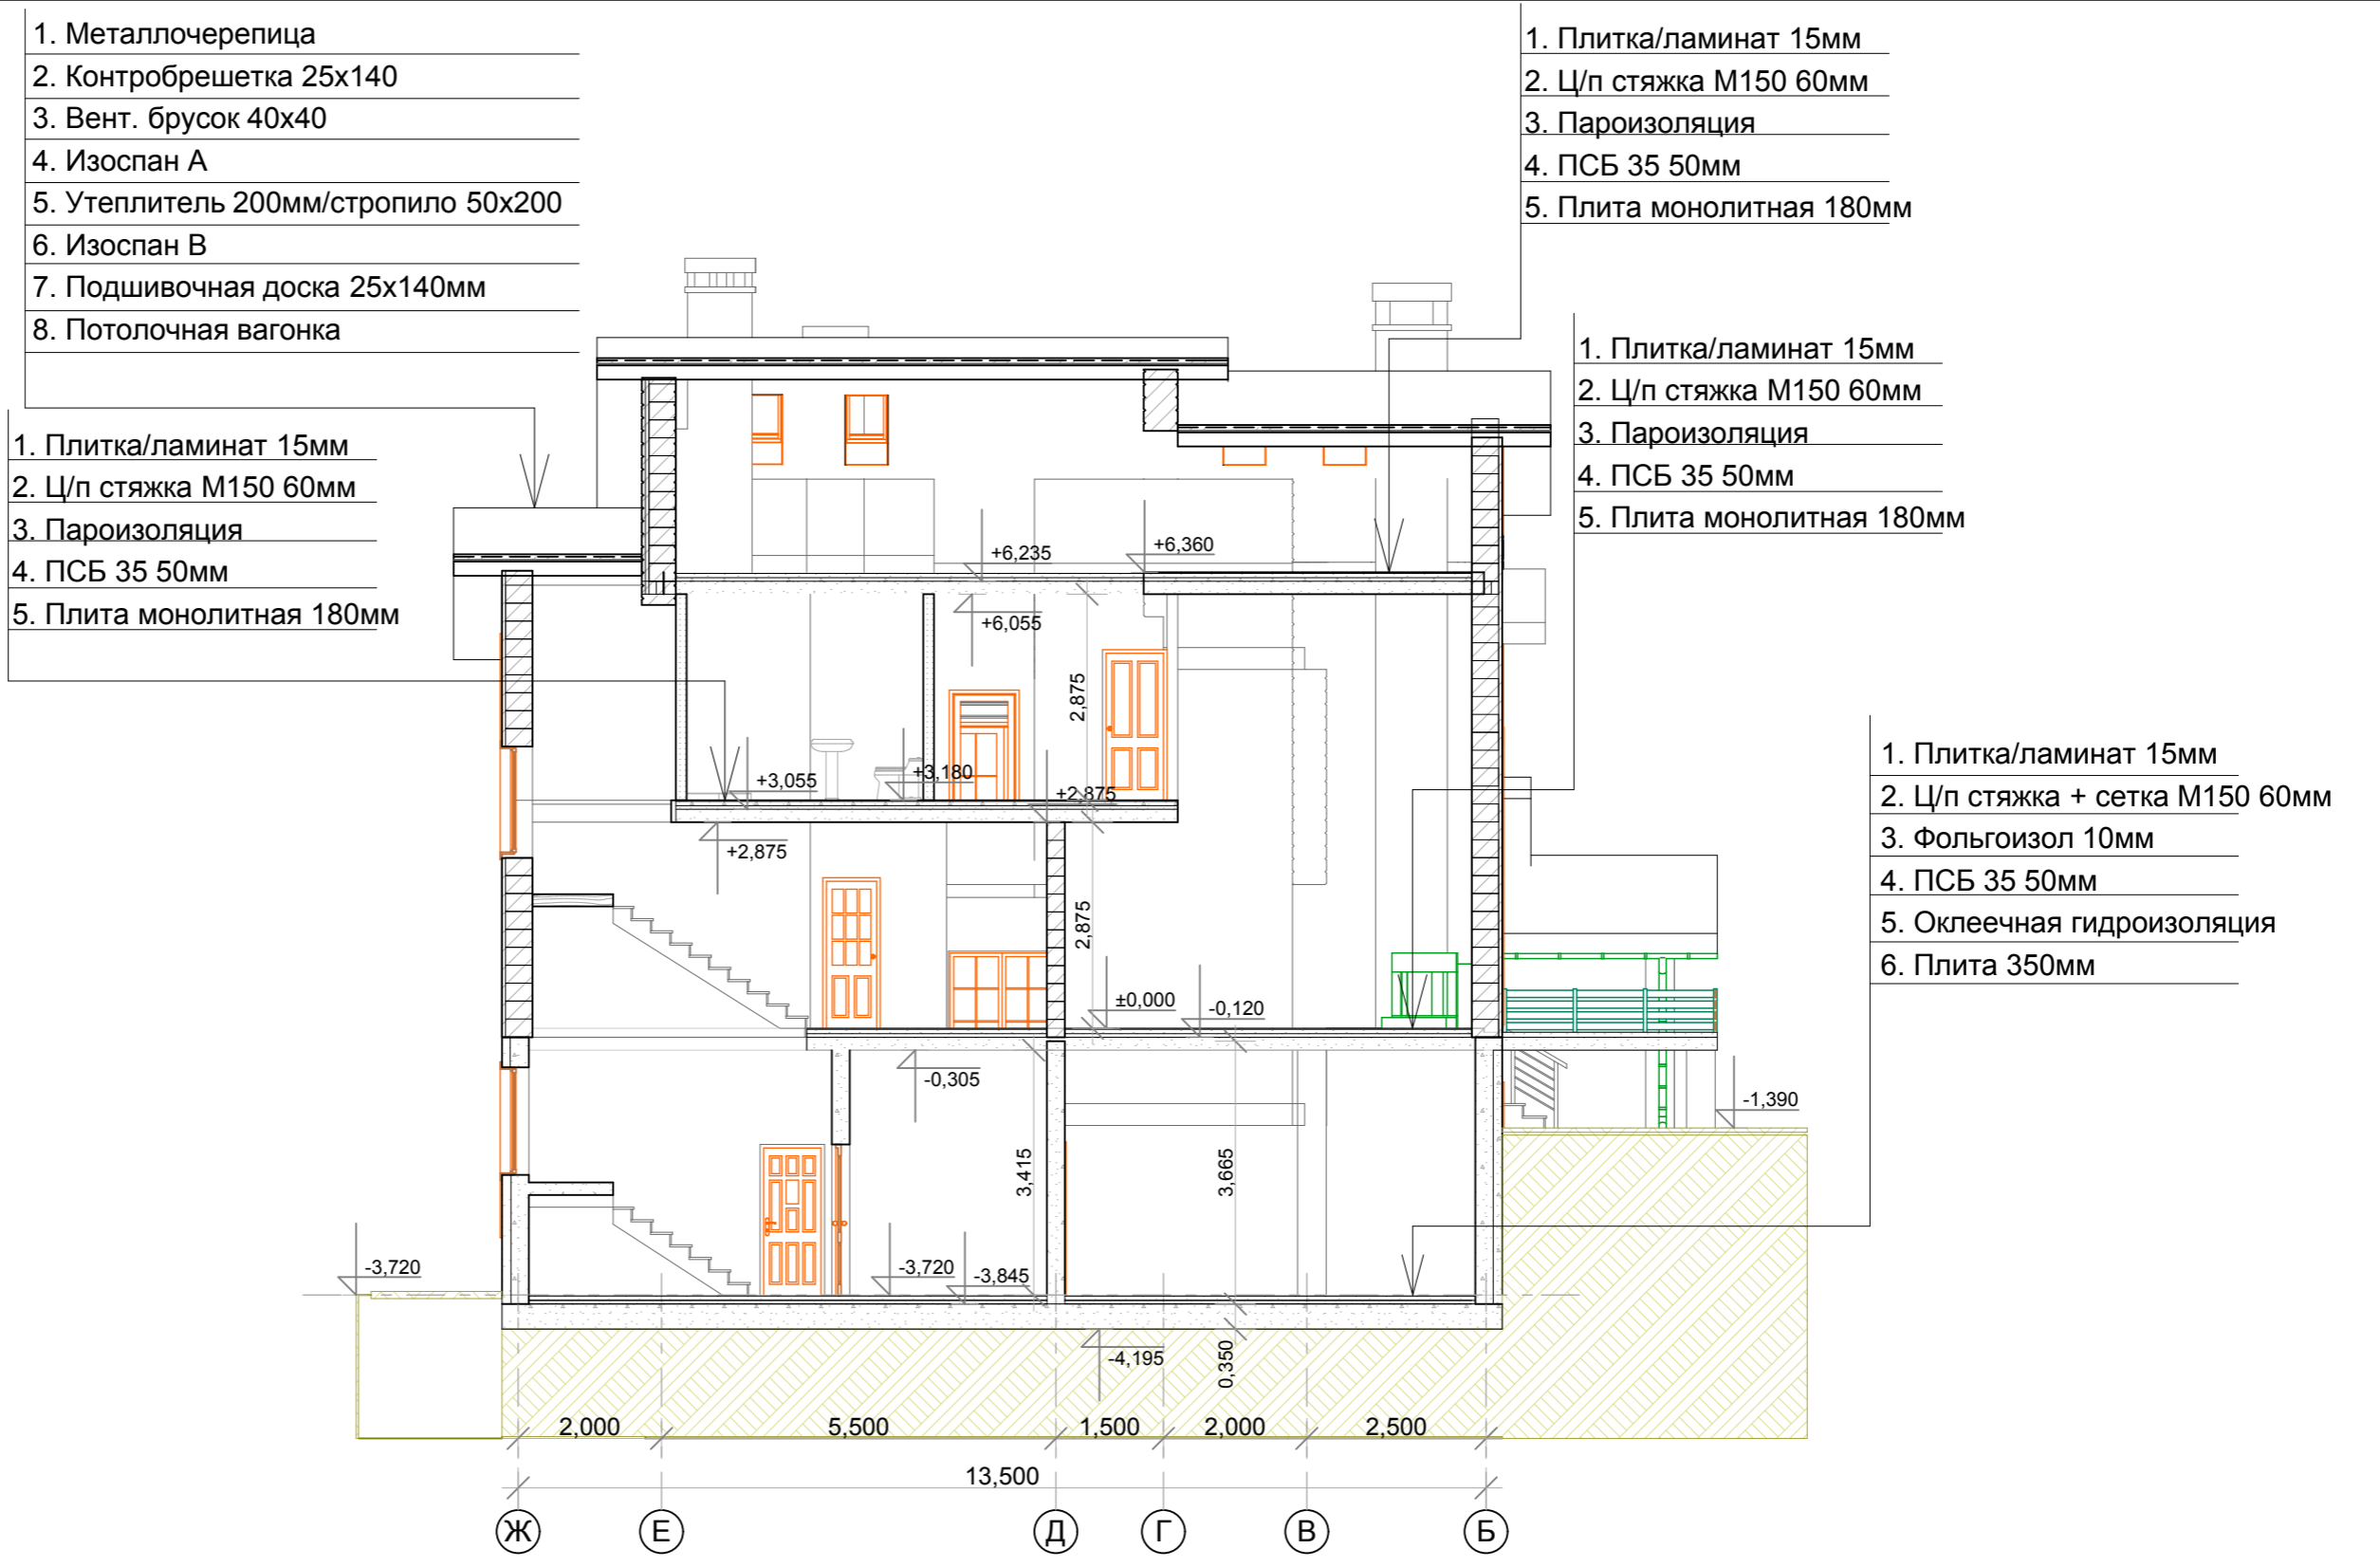 1. Металлочерепица
2. Контробрешетка 25х140
3. Вент. брусок 40х40
4. Изоспан А
5. Утеплитель 200мм/стропило 50х200
6. Изоспан В
7. Подшивочная доска 25х140мм
8. Потолочная вагонка
1. Плитка/ламинат 15мм
2. Ц/п стяжка М150 60мм
3. Пароизоляция
4. ПСБ 35 50мм
5. Плита монолитная 180мм
1. Плитка/ламинат 15мм
2. Ц/п стяжка М150 60мм
3. Пароизоляция
4. ПСБ 35 50мм
5. Плита монолитная 180мм
1. Плитка/ламинат 15мм
2. Ц/п стяжка М150 60мм
3. Пароизоляция
4. ПСБ 35 50мм
5. Плита монолитная 180мм
1. Плитка/ламинат 15мм
2. Ц/п стяжка + сетка М150 60мм
3. Фольгоизол 10мм
4. ПСБ 35 50мм
5. Оклеечная гидроизоляция
6. Плита 350мм
+6,235
+6,360
+6,055
2,875
+3,055
+3,180
+2,875
+2,875
2,875
±0,000
-0,120
-0,305
-1,390
3,415
3,665
-3,720
-3,720
-3,845
-4,195
0,350
2,000
5,500
1,500
2,000
2,500
13,500
Ж
Е
Д
Г
В
Б